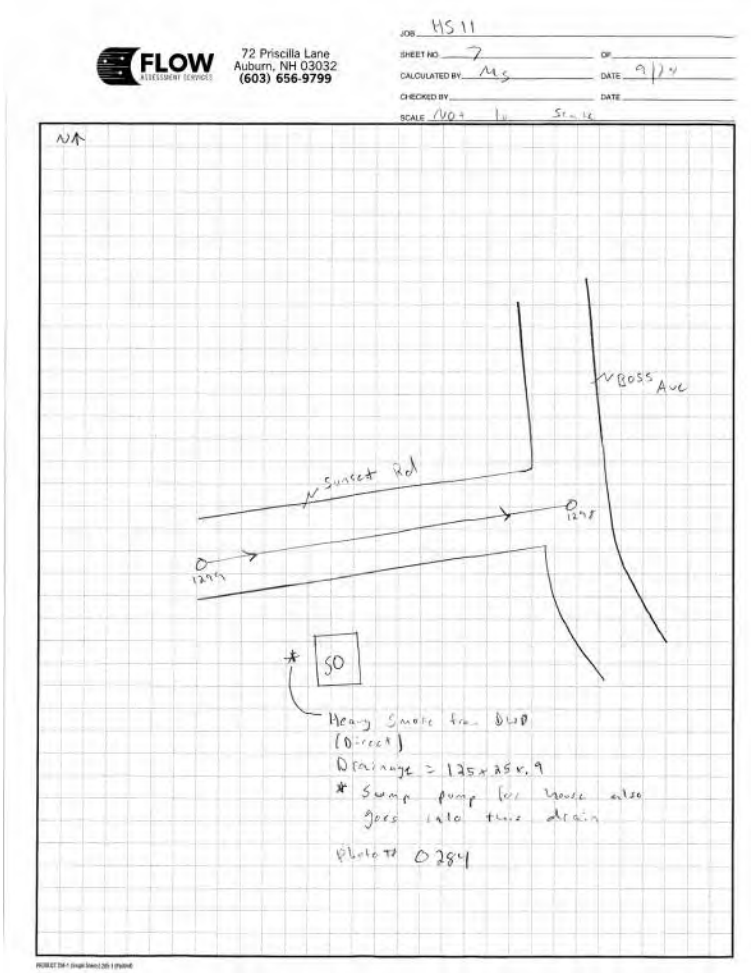 FLOW
ASSESSMENT SERVICES
72 Priscilla Lane
Auburn, NH 03032
(603) 656-9799
JOB HS 11
SHEET NO. 7 OF
CALCULATED BY MS DATE 9/24
CHECKED BY DATE
SCALE Not to Scale
N↑
N Boss Ave
N Sunset Rd
1298
1299
* 50
Heavy Smoke from DWD
(Direct)
Drainage = 125 x 25 x .9
* Sump pump for house also
goes into this drain
Photo # 0284